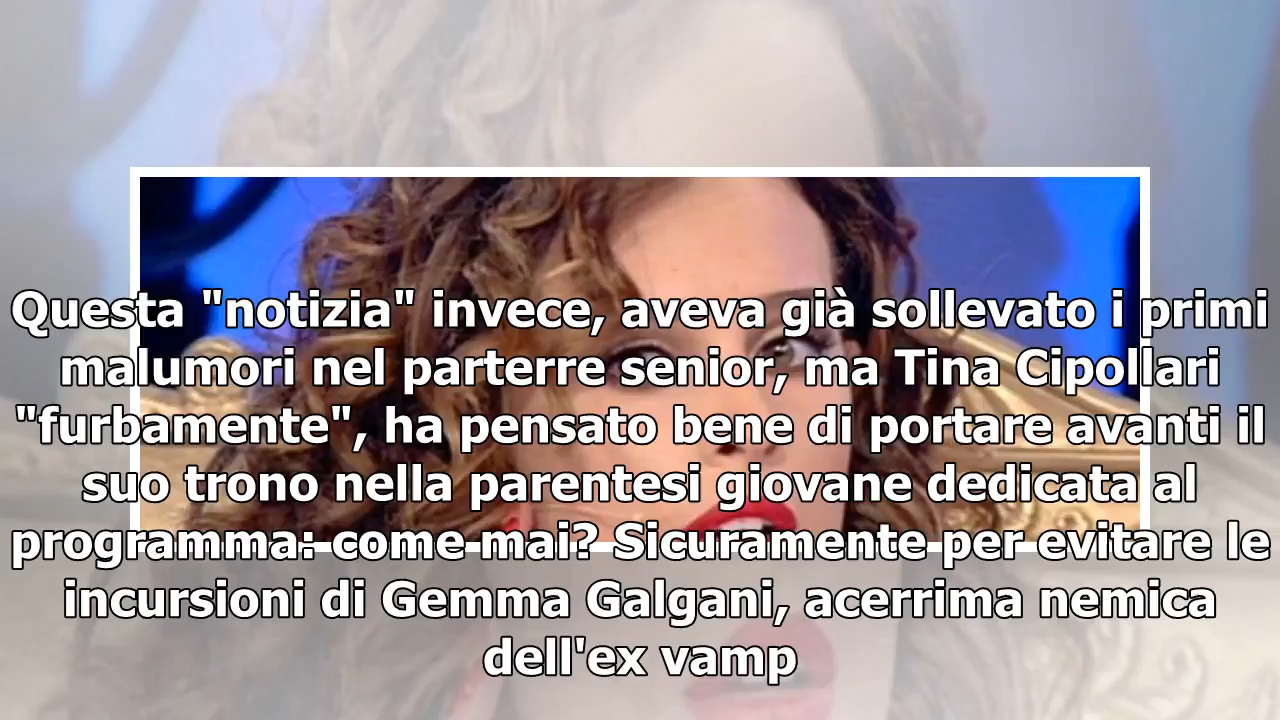 Questa "notizia" invece, aveva già sollevato i primi
malumori nel parterre senior, ma Tina Cipollari
"furbamente", ha pensato bene di portare avanti il
suo trono nella parentesi giovane dedicata al
programma: come mai? Sicuramente per evitare le
incursioni di Gemma Galgani, acerrima nemica
dell'ex vamp